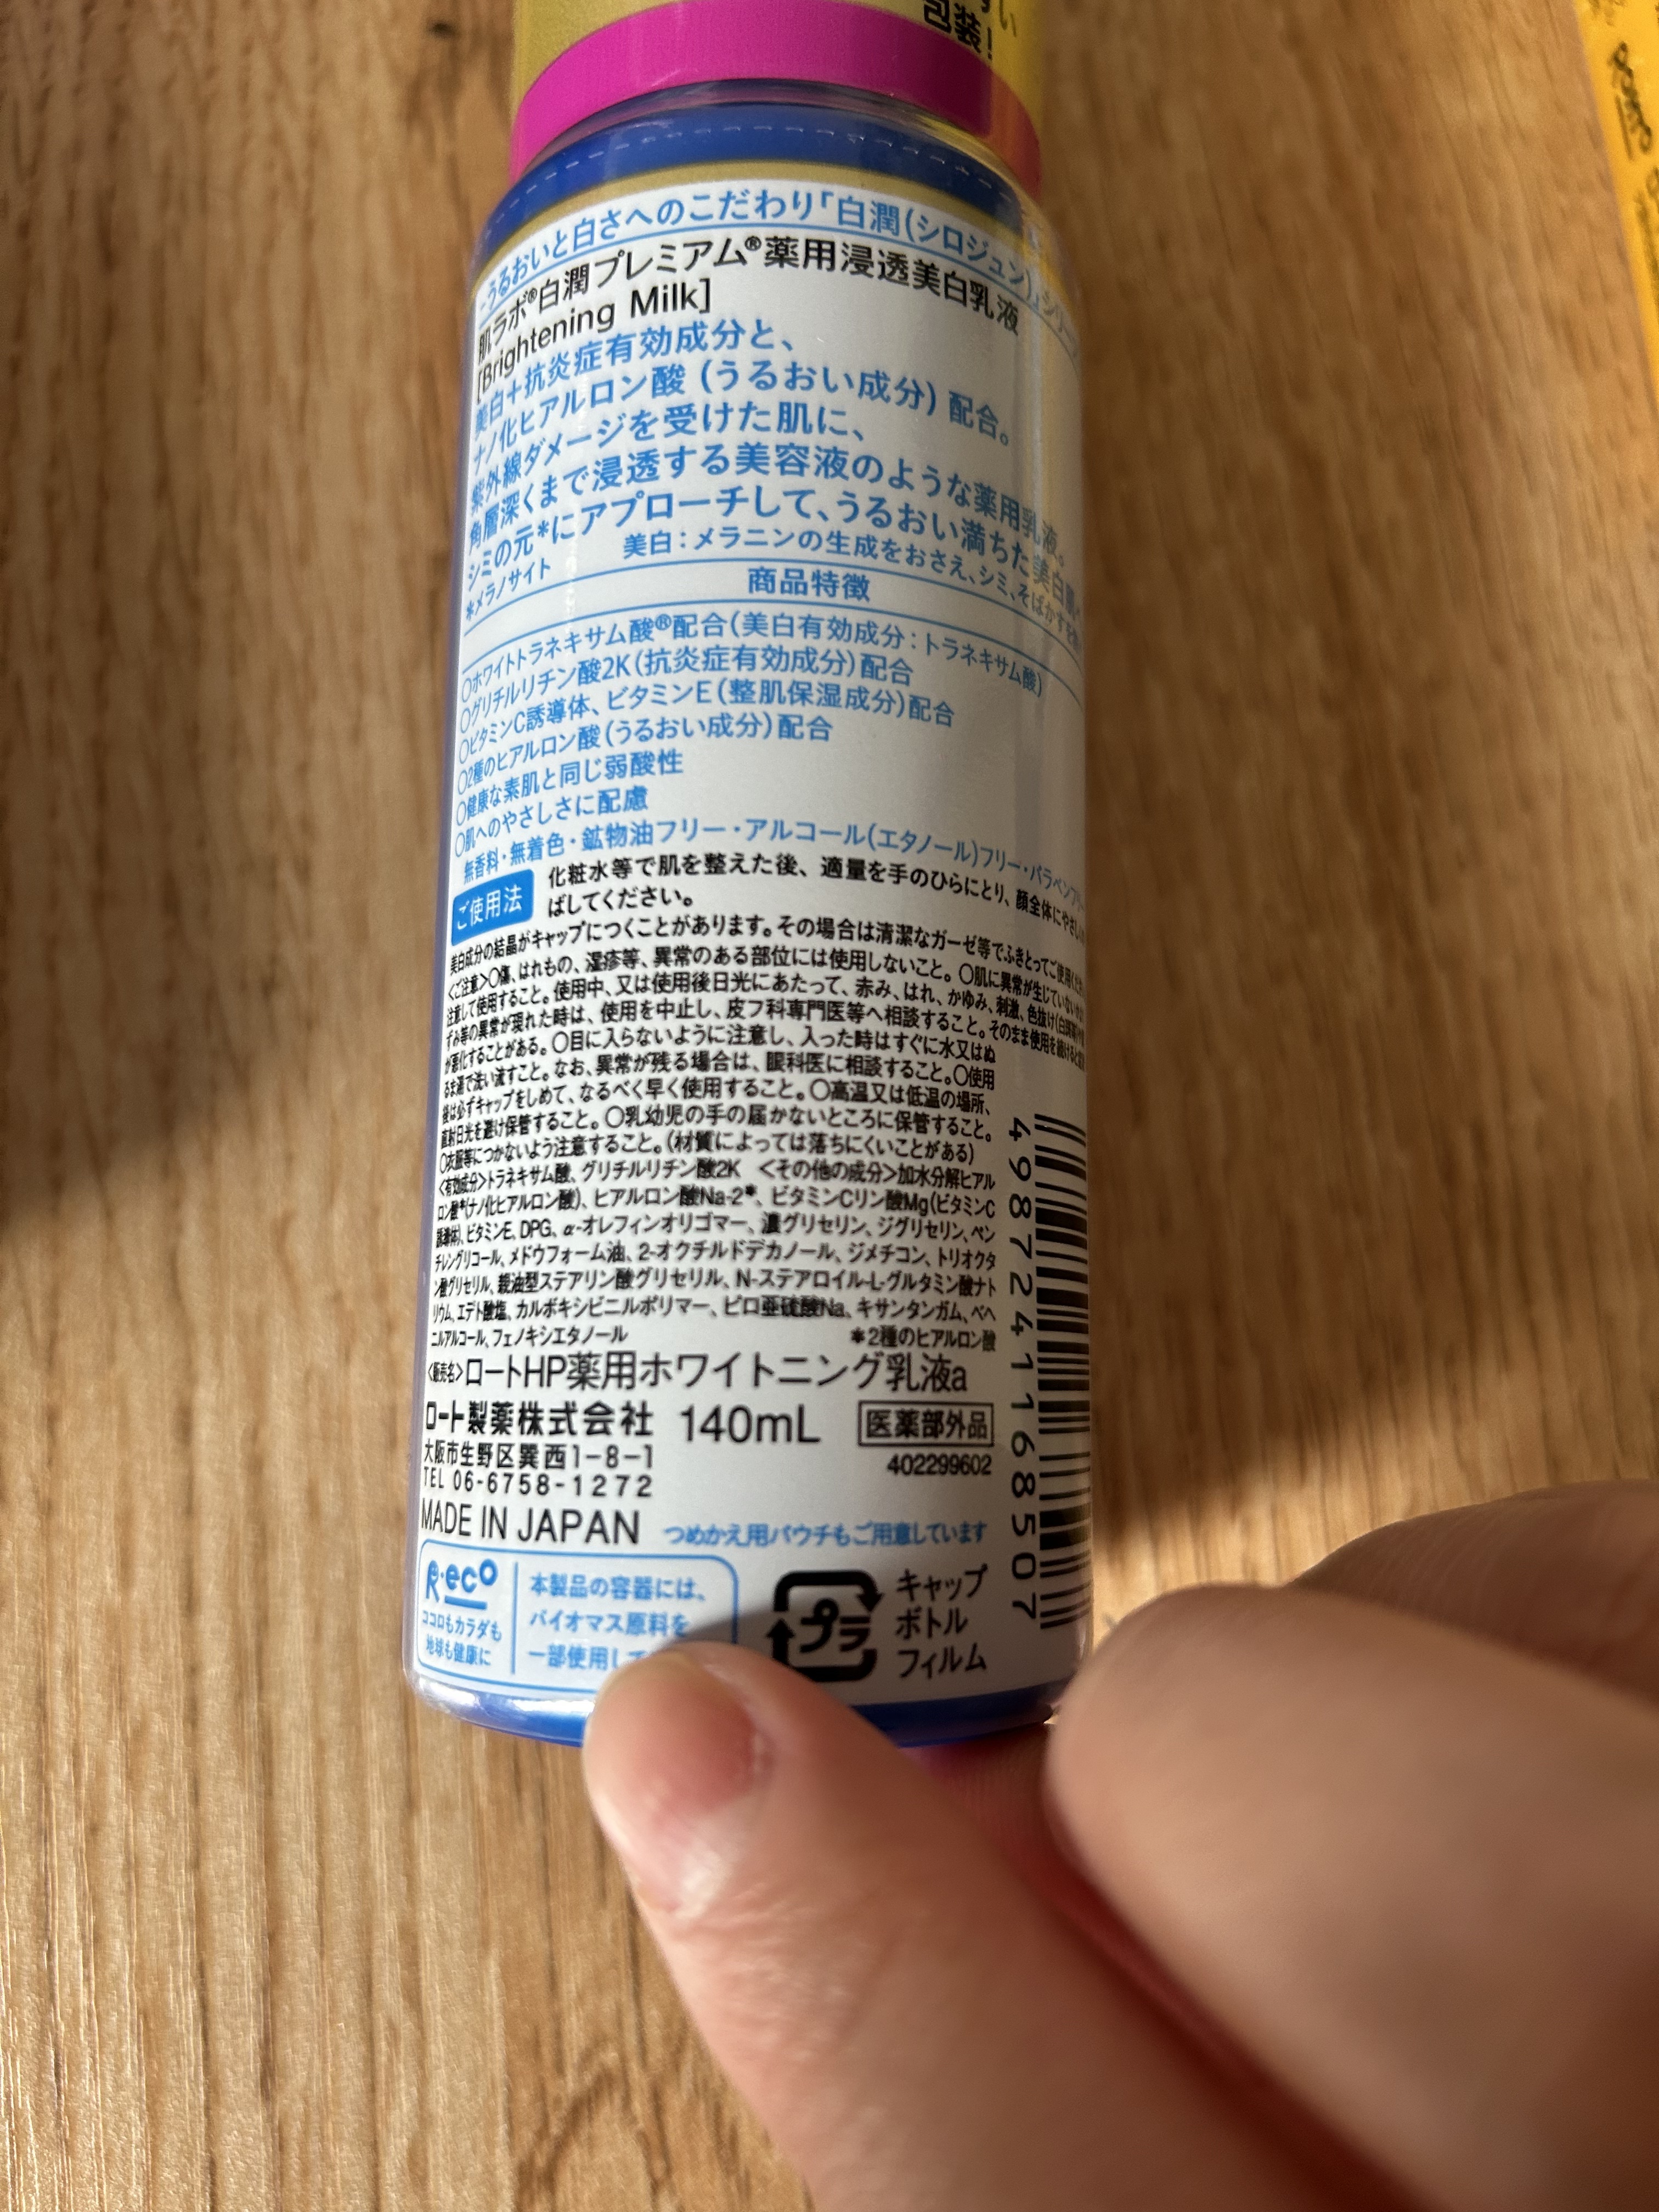 包装!
-うるおいと白さへのこだわり「白潤(シロジュン)」シリー
肌ラボ®白潤プレミアム®薬用浸透美白乳液
[Brightening Milk]
美白+抗炎症有効成分と、
ナノ化ヒアルロン酸 (うるおい成分) 配合。
紫外線ダメージを受けた肌に、
角層深くまで浸透する美容液のような薬用乳液。
シミの元*にアプローチして、うるおい満ちた美白肌へ
*メラノサイト 美白:メラニンの生成をおさえ、シミ、そばかすを
商品特徴
○ホワイトトラネキサム酸®配合(美白有効成分:トラネキサム酸)
○グリチルリチン酸2K(抗炎症有効成分)配合
○ビタミンC誘導体、ビタミンE(整肌保湿成分)配合
○2種のヒアルロン酸(うるおい成分)配合
○健康な素肌と同じ弱酸性
○肌へのやさしさに配慮
無香料・無着色・鉱物油フリー・アルコール(エタノール)フリー・パラベンフリー
ご使用法 化粧水等で肌を整えた後、適量を手のひらにとり、顔全体にやさしく
ばしてください。
美白成分の結晶がキャップにつくことがあります。その場合は清潔なガーゼ等でふきとってご使用くだ
<ご注意>○傷、はれもの、湿疹等、異常のある部位には使用しないこと。○肌に異常が生じていないか
注意して使用すること。使用中、又は使用後日光にあたって、赤み、はれ、かゆみ、刺激、色抜け(白斑等)や
ずみ等の異常が現れた時は、使用を中止し、皮フ科専門医等へ相談すること。そのまま使用を続けると
が悪化することがある。○目に入らないように注意し、入った時はすぐに水又はぬ
るま湯で洗い流すこと。なお、異常が残る場合は、眼科医に相談すること。○使用
後は必ずキャップをしめて、なるべく早く使用すること。○高温又は低温の場所、
直射日光を避け保管すること。○乳幼児の手の届かないところに保管すること。
○衣服等につかないよう注意すること。(材質によっては落ちにくいことがある)
<有効成分>トラネキサム酸、グリチルリチン酸2K <その他の成分>加水分解ヒアル
ロン酸*(ナノ化ヒアルロン酸)、ヒアルロン酸Na-2*、ビタミンCリン酸Mg(ビタミンC
誘導体)、ビタミンE、DPG、α-オレフィンオリゴマー、濃グリセリン、ジグリセリン、ペン
チレングリコール、メドウフォーム油、2-オクチルドデカノール、ジメチコン、トリオクタ
ン酸グリセリル、親油型ステアリン酸グリセリル、N-ステアロイル-L-グルタミン酸ナト
リウム、エデト酸塩、カルボキシビニルポリマー、ピロ亜硫酸Na、キサンタンガム、ベヘ
ニルアルコール、フェノキシエタノール *2種のヒアルロン酸
<販売名>ロートHP薬用ホワイトニング乳液a
ロート製薬株式会社 140mL 医薬部外品
大阪市生野区巽西1-8-1 402299602
TEL 06-6758-1272
MADE IN JAPAN つめかえ用パウチもご用意しています
R・eco
ココロもカラダも
地球も健康に
本製品の容器には、
バイオマス原料を
一部使用して
プラ
キャップ
ボトル
フィルム
4987241168507